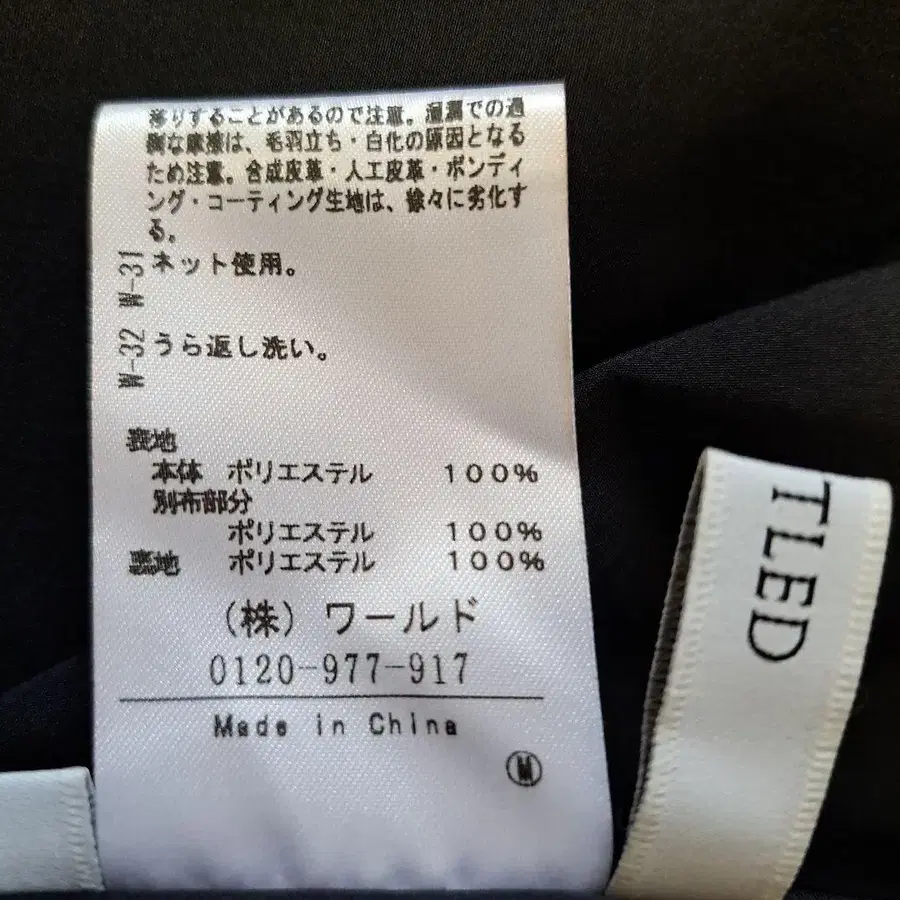 移りすることがあるので注意。湿潤での過
剰な摩擦は、毛羽立ち・白化の原因となる
ため注意。合成皮革・人工皮革・ボンディ
ング・コーティング生地は、徐々に劣化す
る。
W-31 ネット使用。
W-32 うら返し洗い。
表地
本体 ポリエステル 100%
別布部分
ポリエステル 100%
裏地 ポリエステル 100%
(株)ワールド
0120-977-917
Made in China
M
TLED